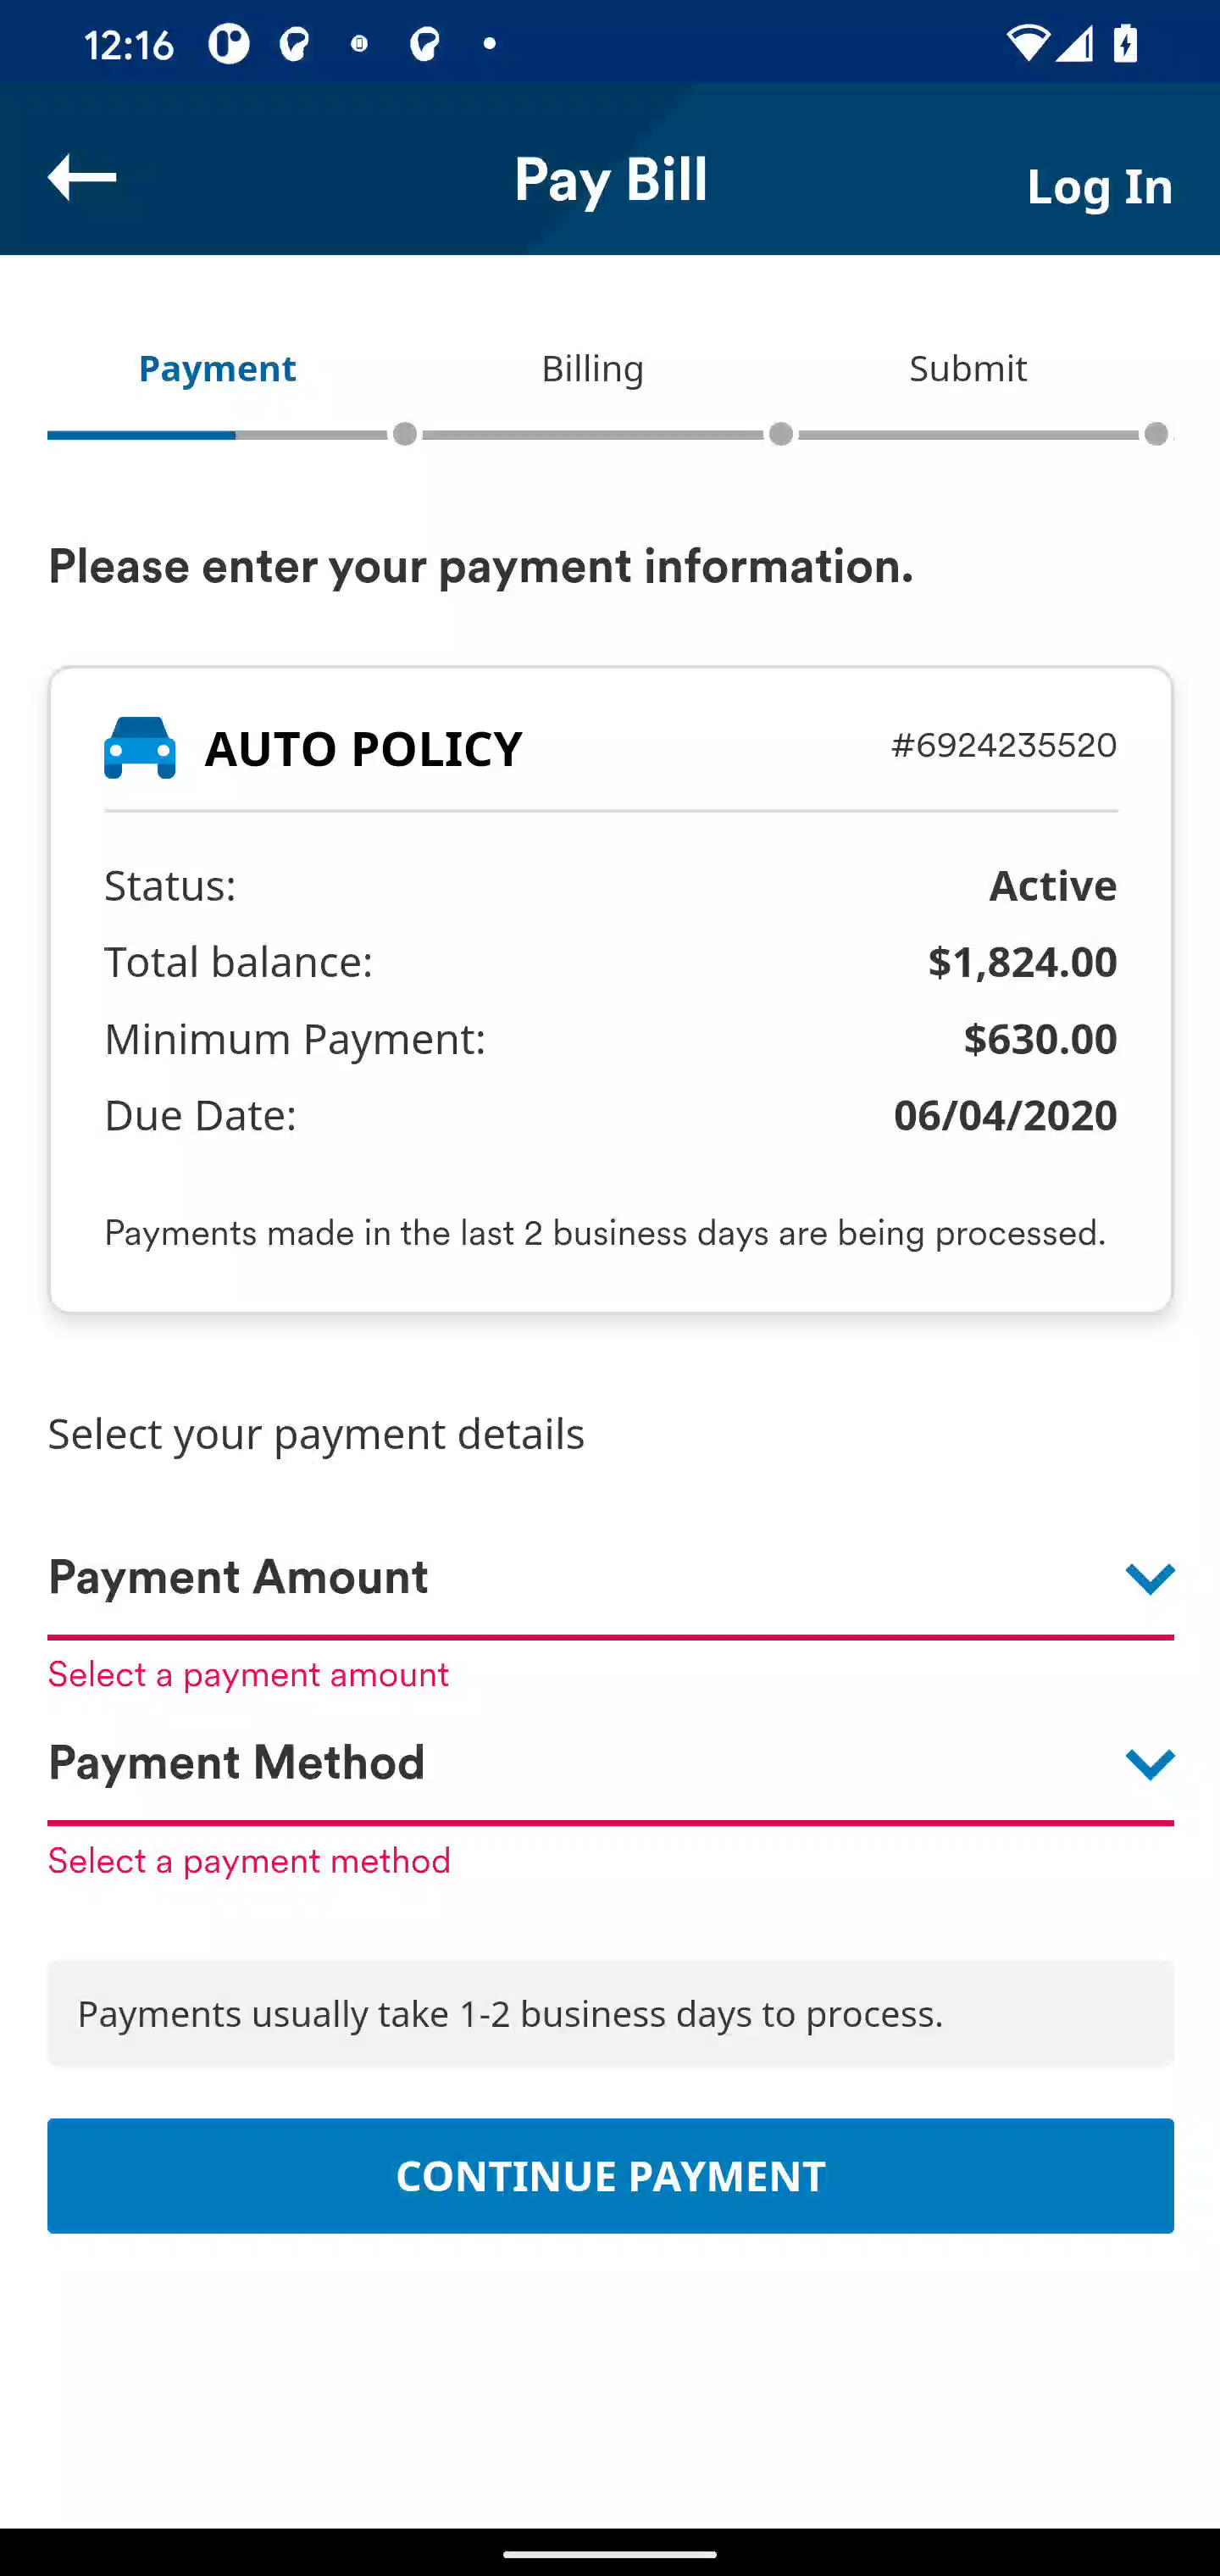 12:16
Pay Bill
Log In
Payment Billing Submit
Please enter your payment information.
AUTO POLICY #6924235520
Status: Active
Total balance: $1,824.00
Minimum Payment: $630.00
Due Date: 06/04/2020
Payments made in the last 2 business days are being processed.
Select your payment details
Payment Amount
Select a payment amount
Payment Method
Select a payment method
Payments usually take 1-2 business days to process.
CONTINUE PAYMENT